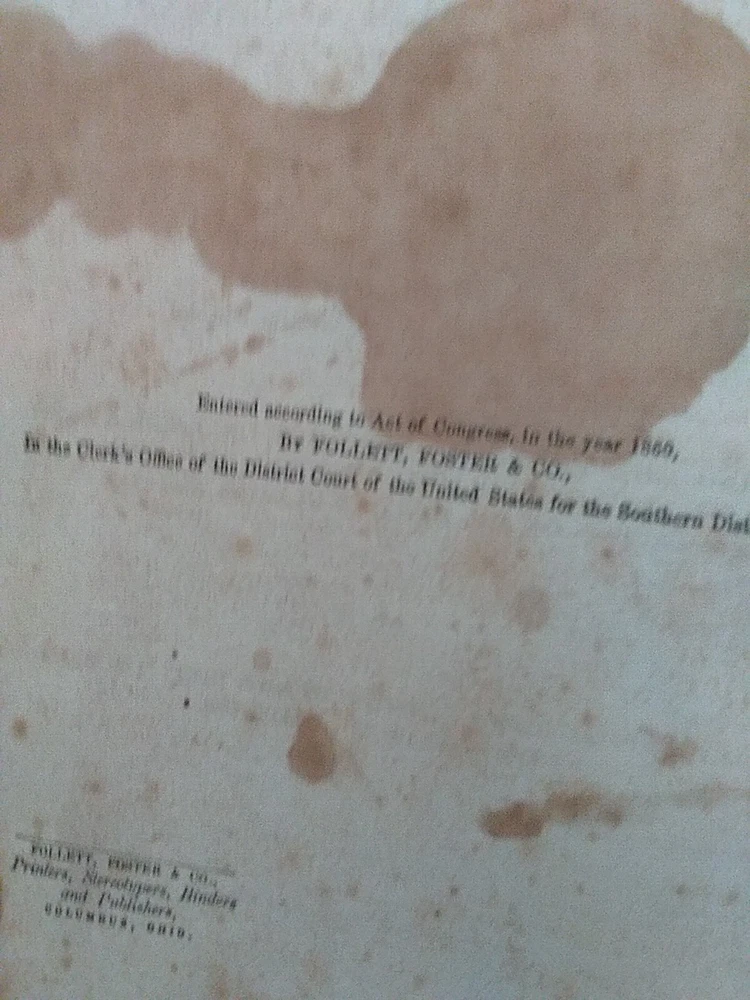 Entered according to Act of Congress, in the year 1860,
By FOLLETT, FOSTER & CO.,
In the Clerk's Office of the District Court of the United States for the Southern Dist
FOLLETT, FOSTER & CO.,
Printers, Stereotypers, Binders
and Publishers,
COLUMBUS, OHIO.